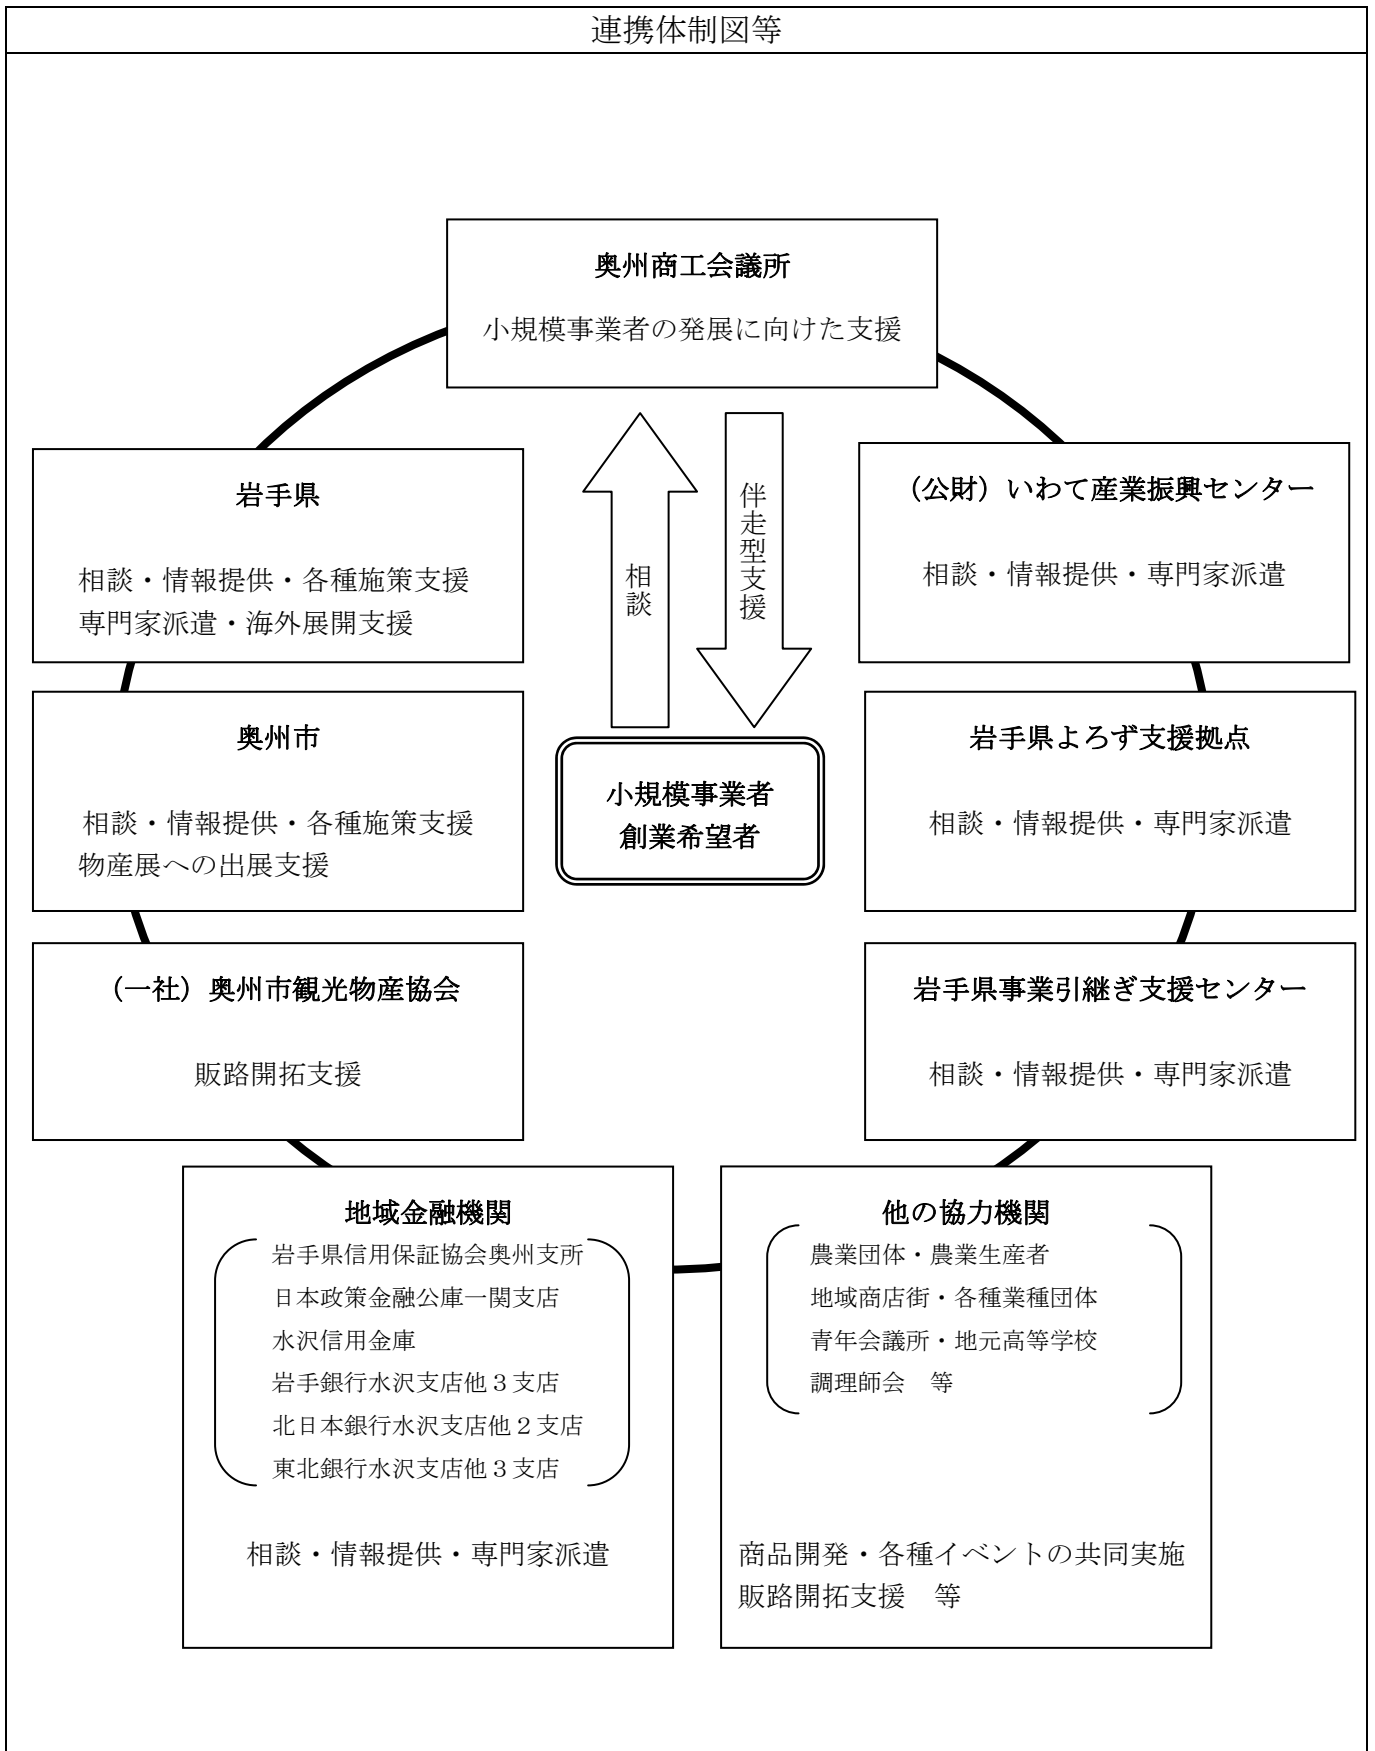 連携体制図等
奥州商工会議所
小規模事業者の発展に向けた支援
岩手県
相談・情報提供・各種施策支援
専門家派遣・海外展開支援
相談
伴走型支援
（公財）いわて産業振興センター
相談・情報提供・専門家派遣
奥州市
相談・情報提供・各種施策支援
物産展への出展支援
小規模事業者
創業希望者
岩手県よろず支援拠点
相談・情報提供・専門家派遣
（一社）奥州市観光物産協会
販路開拓支援
岩手県事業引継ぎ支援センター
相談・情報提供・専門家派遣
地域金融機関
岩手県信用保証協会奥州支所
日本政策金融公庫一関支店
水沢信用金庫
岩手銀行水沢支店他３支店
北日本銀行水沢支店他２支店
東北銀行水沢支店他３支店
相談・情報提供・専門家派遣
他の協力機関
農業団体・農業生産者
地域商店街・各種業種団体
青年会議所・地元高等学校
調理師会　等
商品開発・各種イベントの共同実施
販路開拓支援　等